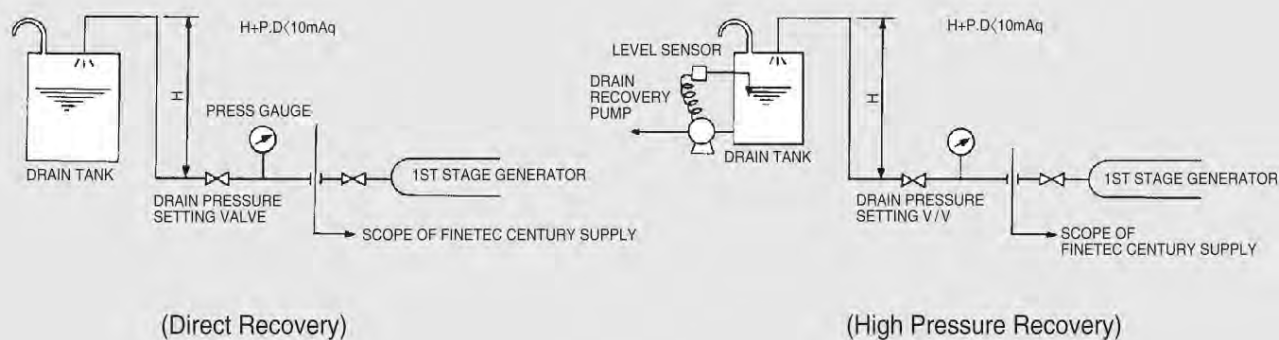 H+P.D<10mAq
H
PRESS GAUGE
DRAIN TANK
1ST STAGE GENERATOR
DRAIN PRESSURE
SETTING VALVE
SCOPE OF FINETEC CENTURY SUPPLY
(Direct Recovery)
H+P.D<10mAq
LEVEL SENSOR
DRAIN
RECOVERY
PUMP
H
DRAIN TANK
1ST STAGE GENERATOR
DRAIN PRESSURE
SETTING V/V
SCOPE OF
FINETEC CENTURY SUPPLY
(High Pressure Recovery)